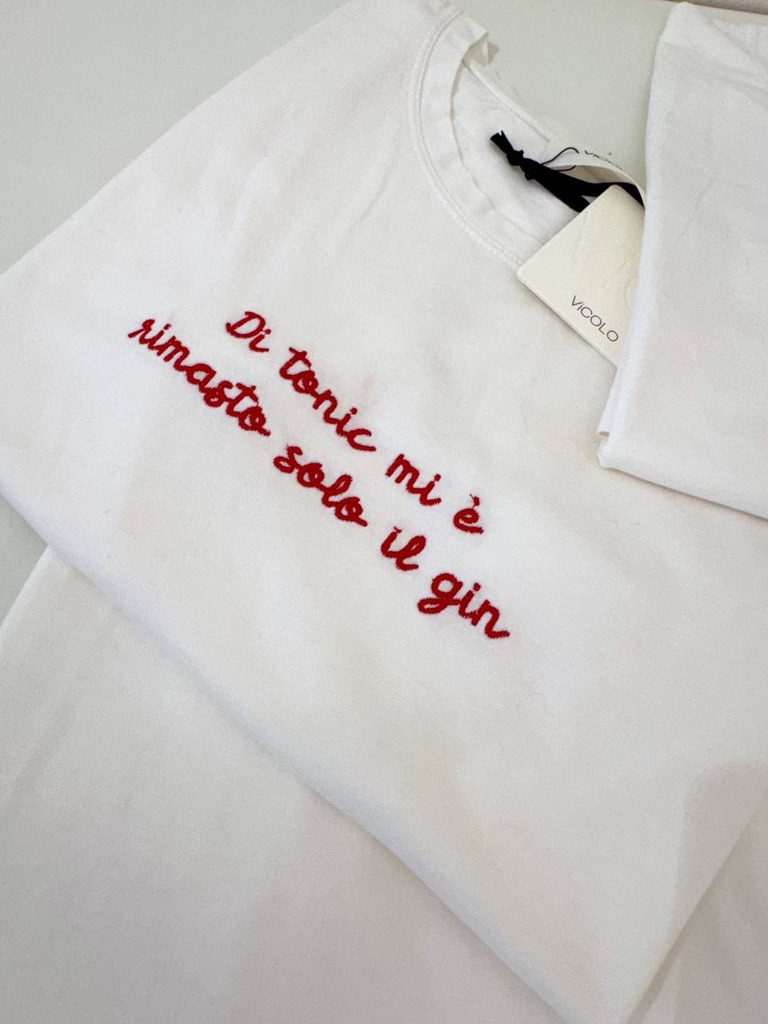 Di tonic mi è
rimasto solo il gin
ViCOLO